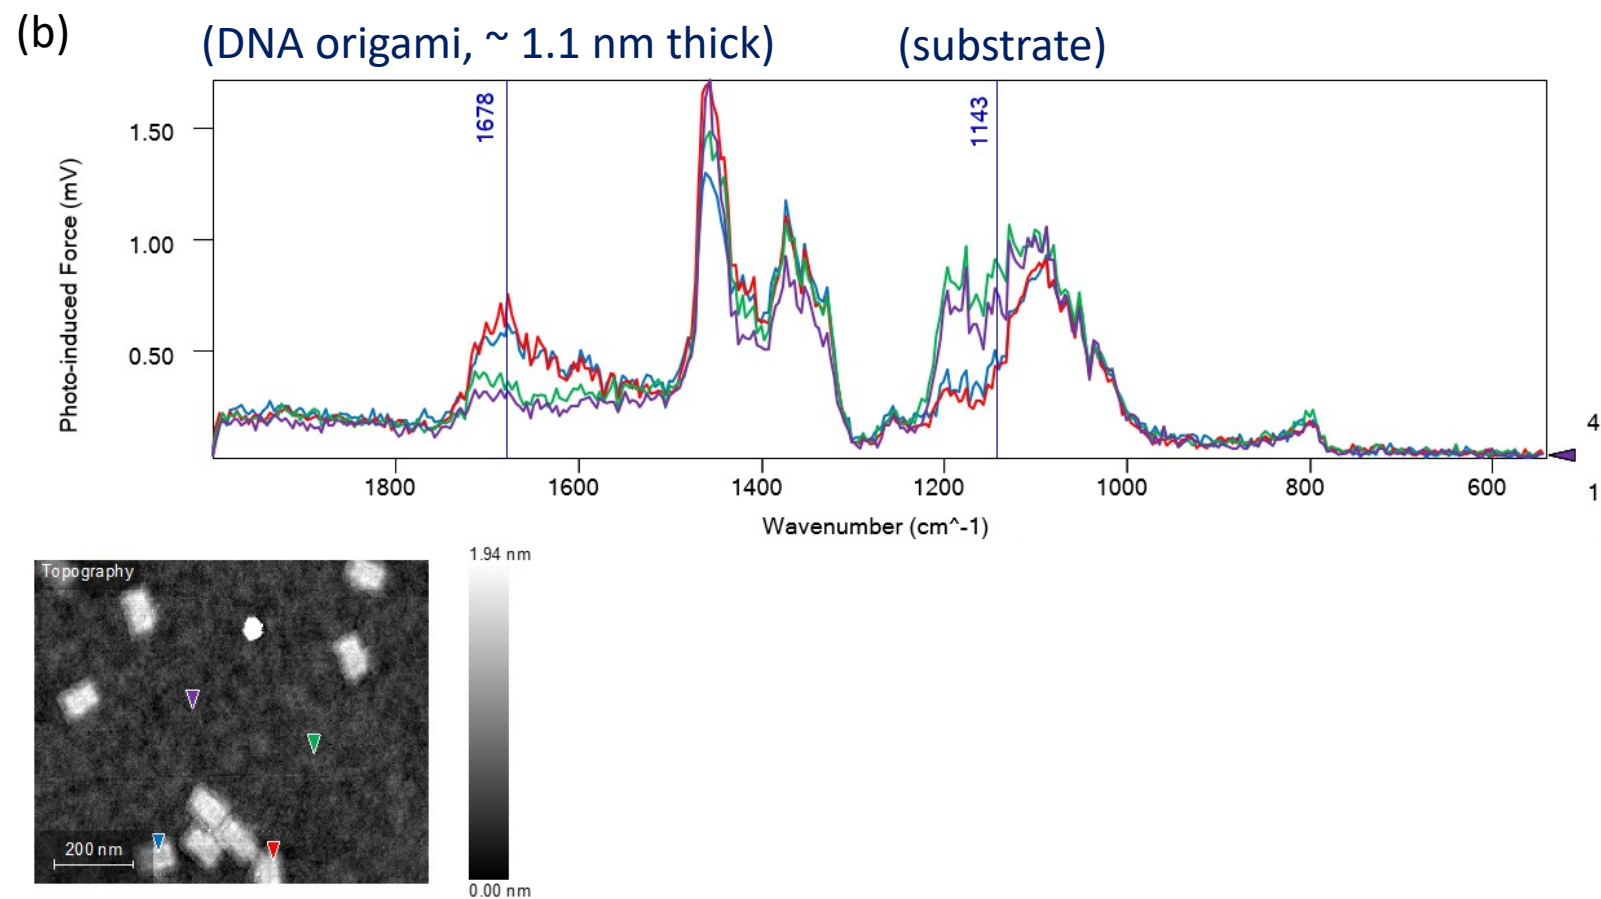 (b)
(DNA origami, ~ 1.1 nm thick) (substrate)
1678
1143
1.50
1.00
0.50
Photo-induced Force (mV)
1800 1600 1400 1200 1000 800 600
Wavenumber (cm^-1)
4
1
Topography
200 nm
1.94 nm
0.00 nm